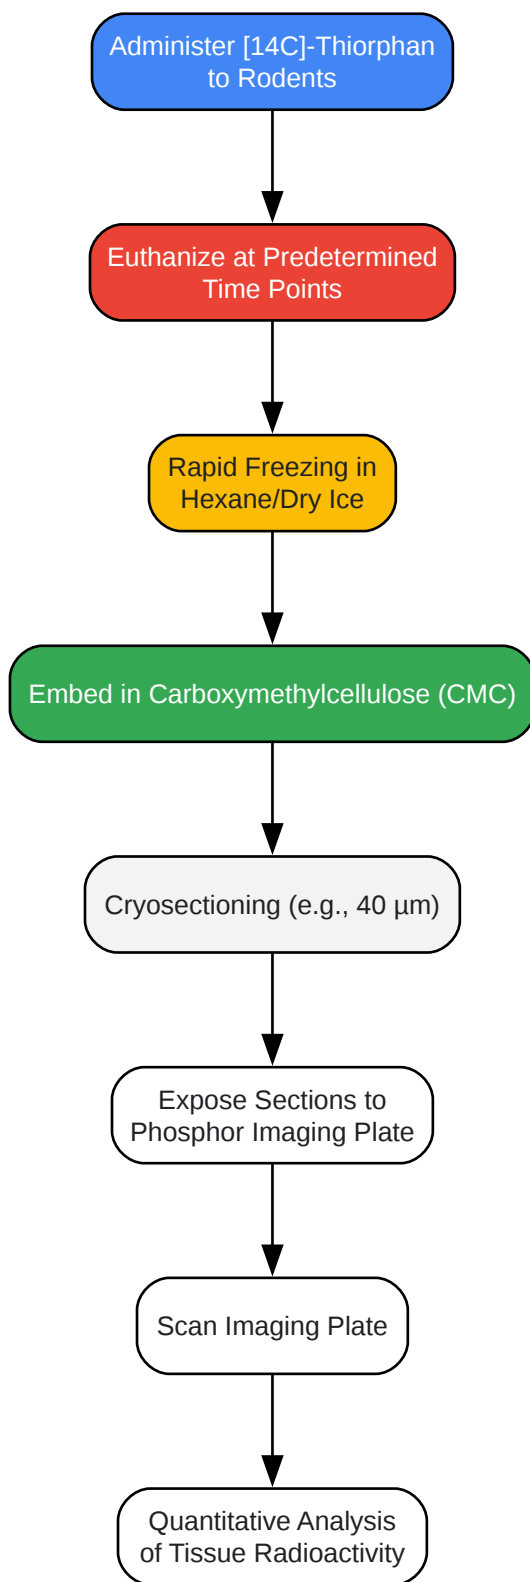 Administer [14C]-Thiorphan
to Rodents
Euthanize at Predetermined
Time Points
Rapid Freezing in
Hexane/Dry Ice
Embed in Carboxymethylcellulose (CMC)
Cryosectioning (e.g., 40 µm)
Expose Sections to
Phosphor Imaging Plate
Scan Imaging Plate
Quantitative Analysis
of Tissue Radioactivity